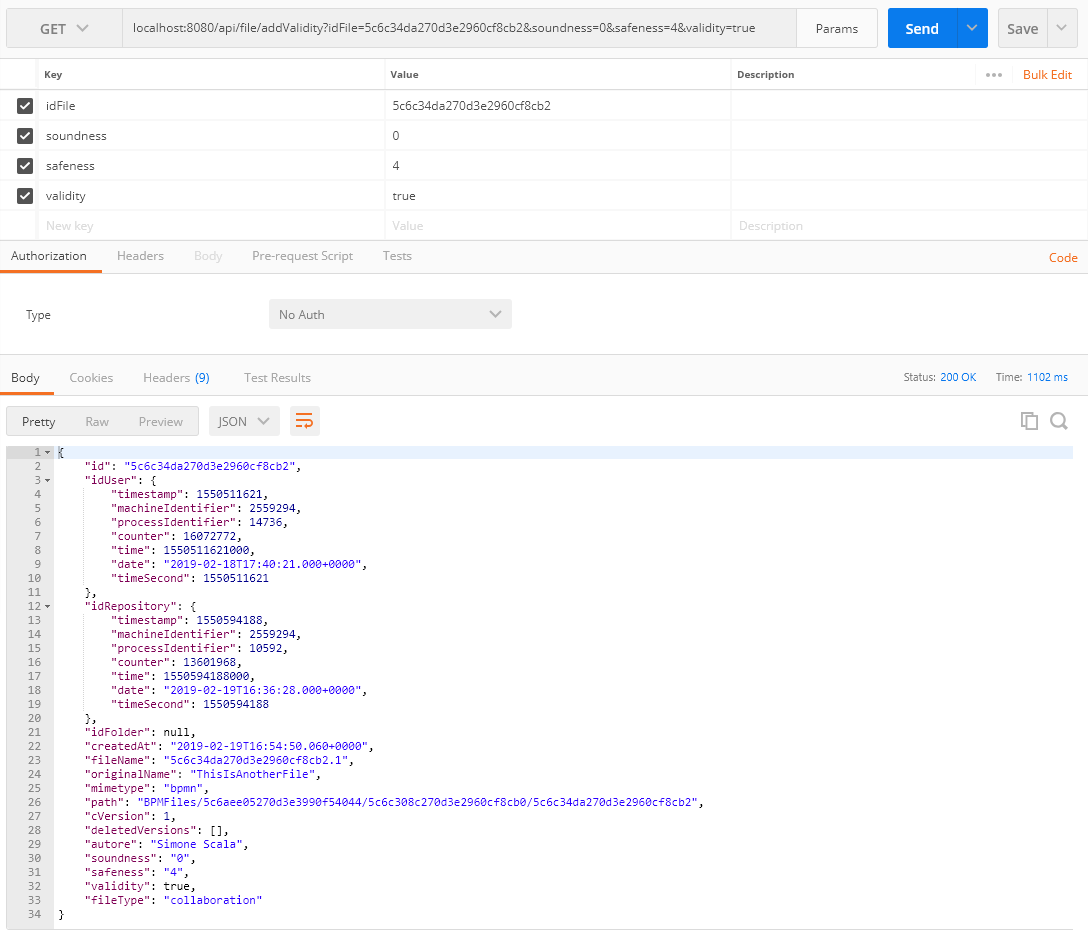 GET localhost:8080/api/file/addValidity?idFile=5c6c34da270d3e2960cf8cb2&soundness=0&safeness=4&validity=true Params Send Save
Key Value Description ••• Bulk Edit
idFile 5c6c34da270d3e2960cf8cb2
soundness 0
safeness 4
validity true
New key Value Description
Authorization Headers Body Pre-request Script Tests Code
Type No Auth
Body Cookies Headers (9) Test Results Status: 200 OK Time: 1102 ms
Pretty Raw Preview JSON
1 {
2 "id": "5c6c34da270d3e2960cf8cb2",
3 "idUser": {
4 "timestamp": 1550511621,
5 "machineIdentifier": 2559294,
6 "processIdentifier": 14736,
7 "counter": 16072772,
8 "time": 1550511621000,
9 "date": "2019-02-18T17:40:21.000+0000",
10 "timeSecond": 1550511621
11 },
12 "idRepository": {
13 "timestamp": 1550594188,
14 "machineIdentifier": 2559294,
15 "processIdentifier": 10592,
16 "counter": 13601968,
17 "time": 1550594188000,
18 "date": "2019-02-19T16:36:28.000+0000",
19 "timeSecond": 1550594188
20 },
21 "idFolder": null,
22 "createdAt": "2019-02-19T16:54:50.060+0000",
23 "fileName": "5c6c34da270d3e2960cf8cb2.1",
24 "originalName": "ThisIsAnotherFile",
25 "mimetype": "bpmn",
26 "path": "BPMFiles/5c6aee05270d3e3990f54044/5c6c308c270d3e2960cf8cb0/5c6c34da270d3e2960cf8cb2",
27 "cVersion": 1,
28 "deletedVersions": [],
29 "autore": "Simone Scala",
30 "soundness": "0",
31 "safeness": "4",
32 "validity": true,
33 "fileType": "collaboration"
34 }